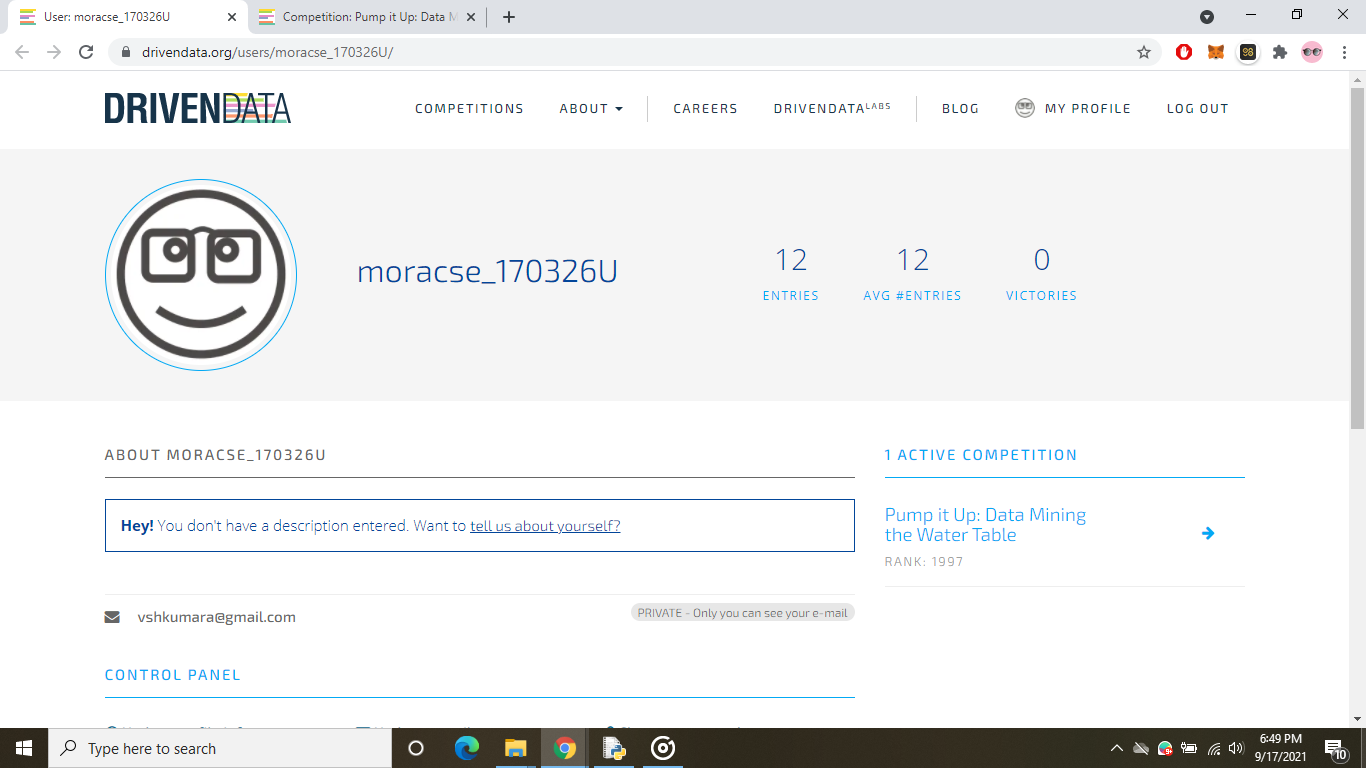 User: moracse_170326U
Competition: Pump it Up: Data M
drivendata.org/users/moracse_170326U/
DRIVENDATA
COMPETITIONS
ABOUT
CAREERS
DRIVENDATALABS
BLOG
MY PROFILE
LOG OUT
moracse_170326U
12
ENTRIES
12
AVG #ENTRIES
0
VICTORIES
ABOUT MORACSE_170326U
Hey! You don't have a description entered. Want to tell us about yourself?
vshkumara@gmail.com
PRIVATE - Only you can see your e-mail
CONTROL PANEL
1 ACTIVE COMPETITION
Pump it Up: Data Mining
the Water Table
RANK: 1997
Type here to search
6:49 PM
9/17/2021
10